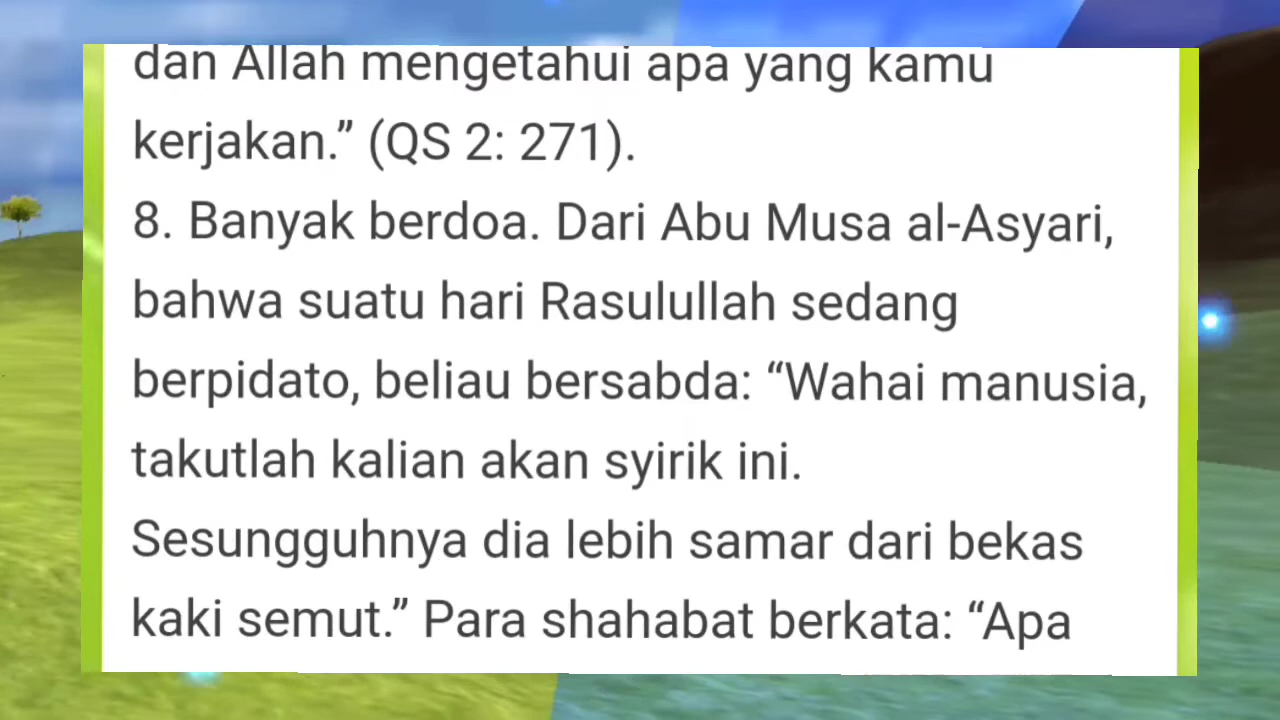 dan Allah mengetahui apa yang kamu
kerjakan.” (QS 2: 271).
8. Banyak berdoa. Dari Abu Musa al-Asyari,
bahwa suatu hari Rasulullah sedang
berpidato, beliau bersabda: “Wahai manusia,
takutlah kalian akan syirik ini.
Sesungguhnya dia lebih samar dari bekas
kaki semut.” Para shahabat berkata: “Apa